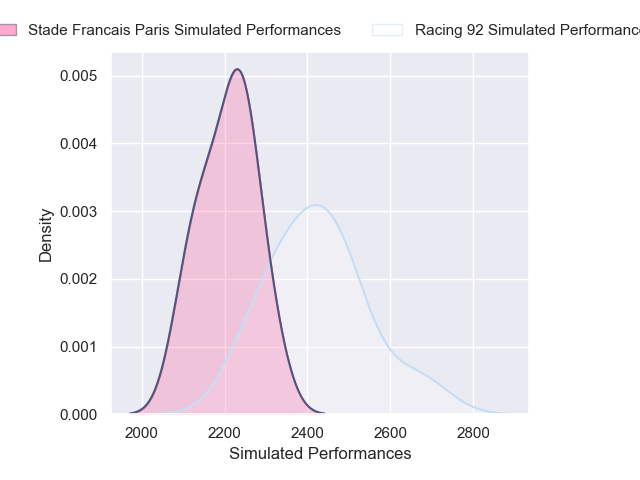 Stade Francais Paris Simulated Performances Racing 92 Simulated Performanc
0.005
0.004
0.003
0.002
0.001
0.000
Density
2000 2200 2400 2600 2800
Simulated Performances